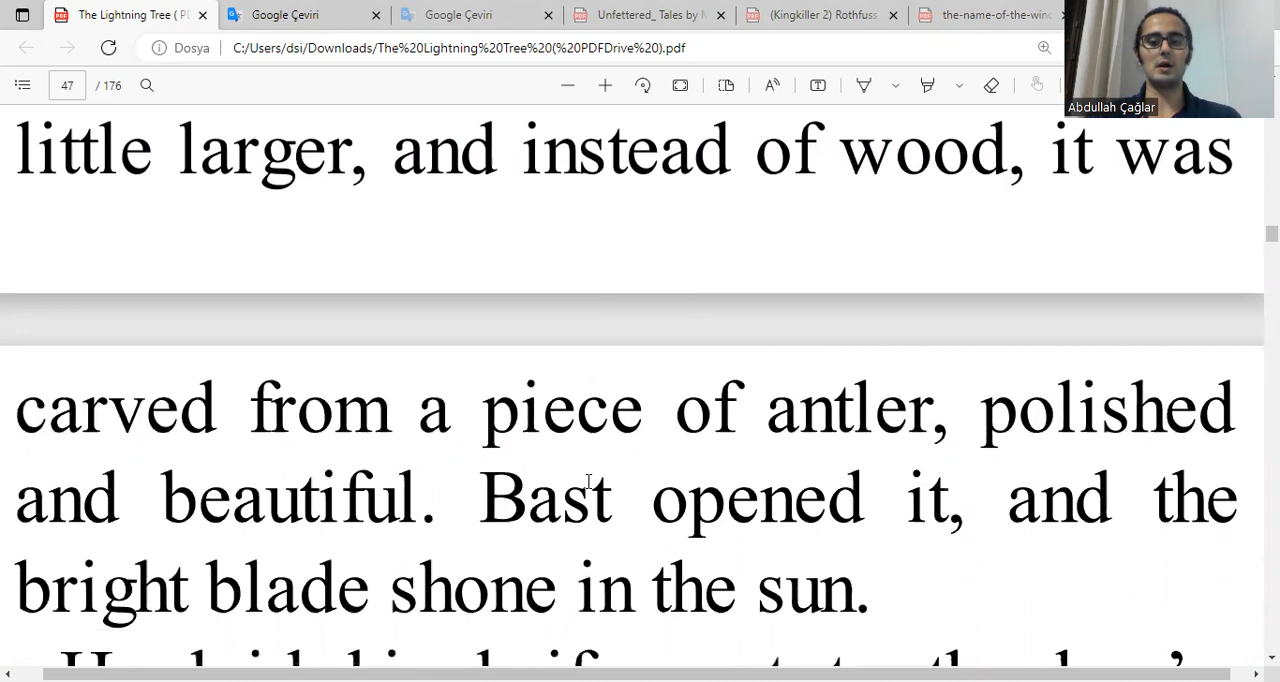 The Lightning Tree ( P
Google Çeviri
Google Çeviri
Unfettered_ Tales by
(Kingkiller 2) Rothfuss
the-name-of-the-winc
Dosya
C:/Users/dsi/Downloads/The%20Lightning%20Tree%20(%20PDFDrive%20).pdf
47 / 176
Abdullah Çağlar
little larger, and instead of wood, it was
carved from a piece of antler, polished
and beautiful. Bast opened it, and the
bright blade shone in the sun.